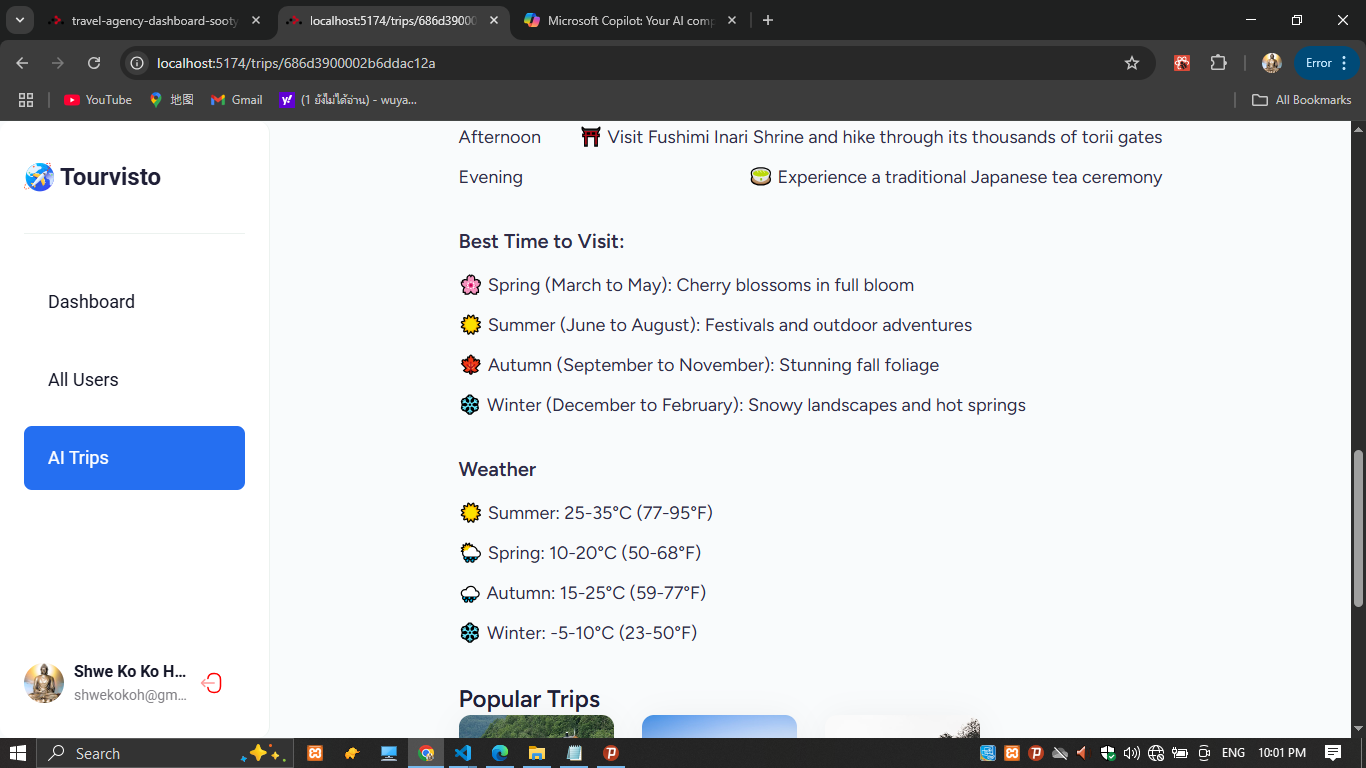 travel-agency-dashboard-sooty
localhost:5174/trips/686d39000
Microsoft Copilot: Your AI comp
localhost:5174/trips/686d3900002b6ddac12a
Error
YouTube
地图
Gmail
(1 ยังไม่ได้อ่าน) - wuya...
All Bookmarks
Tourvisto
Dashboard
All Users
AI Trips
Shwe Ko Ko H...
shwekokoh@gm...
Afternoon Visit Fushimi Inari Shrine and hike through its thousands of torii gates
Evening Experience a traditional Japanese tea ceremony
Best Time to Visit:
Spring (March to May): Cherry blossoms in full bloom
Summer (June to August): Festivals and outdoor adventures
Autumn (September to November): Stunning fall foliage
Winter (December to February): Snowy landscapes and hot springs
Weather
Summer: 25-35°C (77-95°F)
Spring: 10-20°C (50-68°F)
Autumn: 15-25°C (59-77°F)
Winter: -5-10°C (23-50°F)
Popular Trips
Search
ENG
10:01 PM